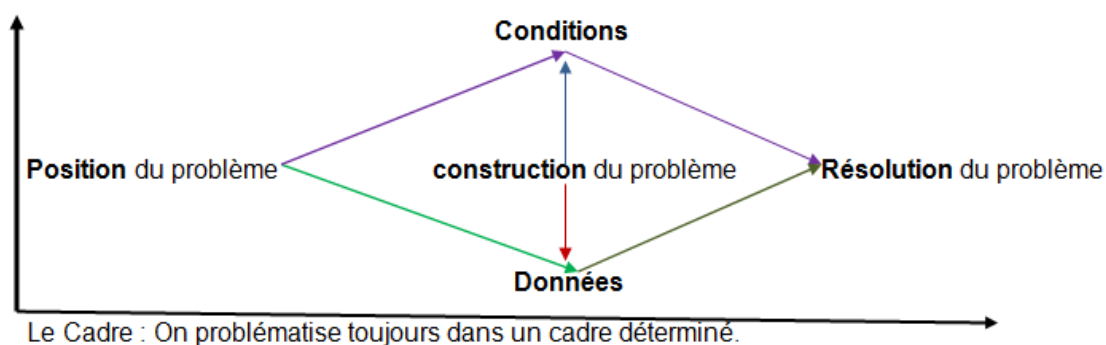 Conditions
Position du problème construction du problème Résolution du problème
Données
Le Cadre : On problématise toujours dans un cadre déterminé.